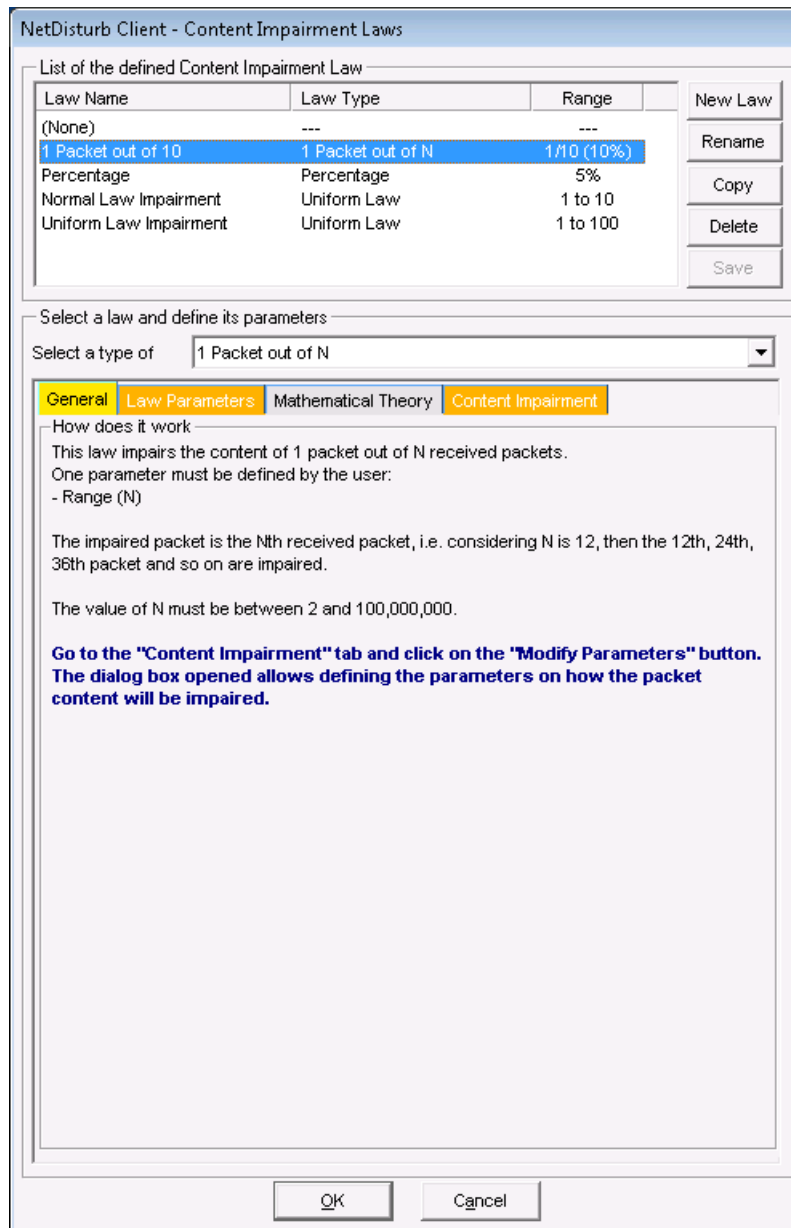 NetDisturb Client - Content Impairment Laws
List of the defined Content Impairment Law
Law Name Law Type Range
New Law
(None) --- ---
1 Packet out of 10 1 Packet out of N 1/10 (10%)
Rename
Percentage Percentage 5%
Copy
Normal Law Impairment Uniform Law 1 to 10
Uniform Law Impairment Uniform Law 1 to 100
Delete
Save
Select a law and define its parameters
Select a type of 1 Packet out of N
General Law Parameters Mathematical Theory Content Impairment
How does it work
This law impairs the content of 1 packet out of N received packets.
One parameter must be defined by the user:
- Range (N)
The impaired packet is the Nth received packet, i.e. considering N is 12, then the 12th, 24th,
36th packet and so on are impaired.
The value of N must be between 2 and 100,000,000.
Go to the "Content Impairment" tab and click on the "Modify Parameters" button.
The dialog box opened allows defining the parameters on how the packet
content will be impaired.
OK Cancel